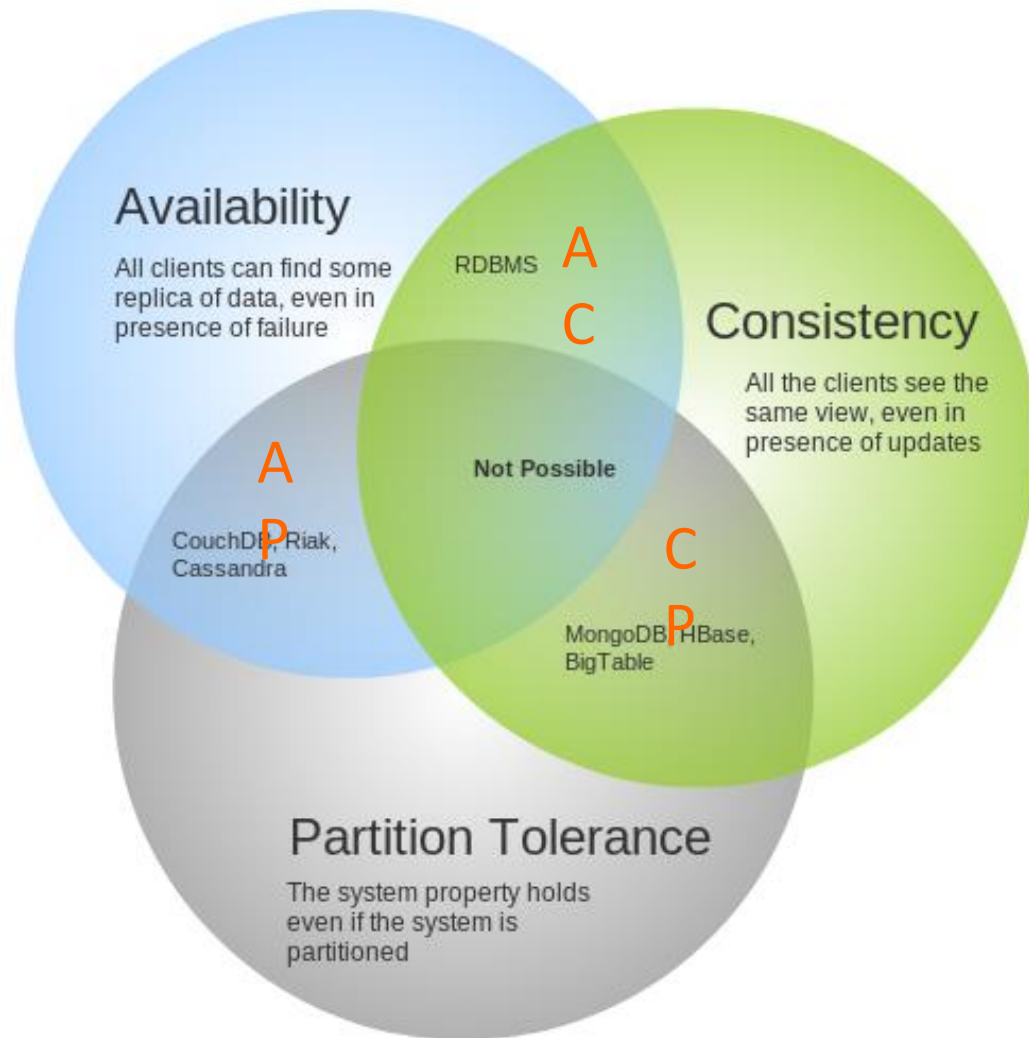 Availability
All clients can find some
replica of data, even in
presence of failure
RDBMS
A
C
Consistency
All the clients see the
same view, even in
presence of updates
A
P
CouchDB, Riak,
Cassandra
Not Possible
C
P
MongoDB, HBase,
BigTable
Partition Tolerance
The system property holds
even if the system is
partitioned